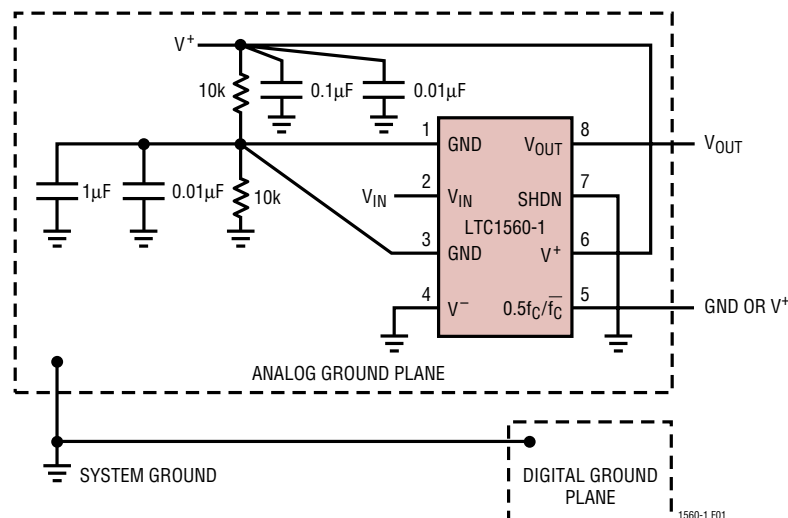 V⁺
10k
0.1µF
0.01µF
1µF
0.01µF
10k
1
GND
VOUT
8
VOUT
VIN
2
VIN
SHDN
7
LTC1560-1
3
GND
V⁺
6
4
V⁻
0.5fC/f̅C̅
5
GND OR V⁺
ANALOG GROUND PLANE
SYSTEM GROUND
DIGITAL GROUND
PLANE
1560-1 F01